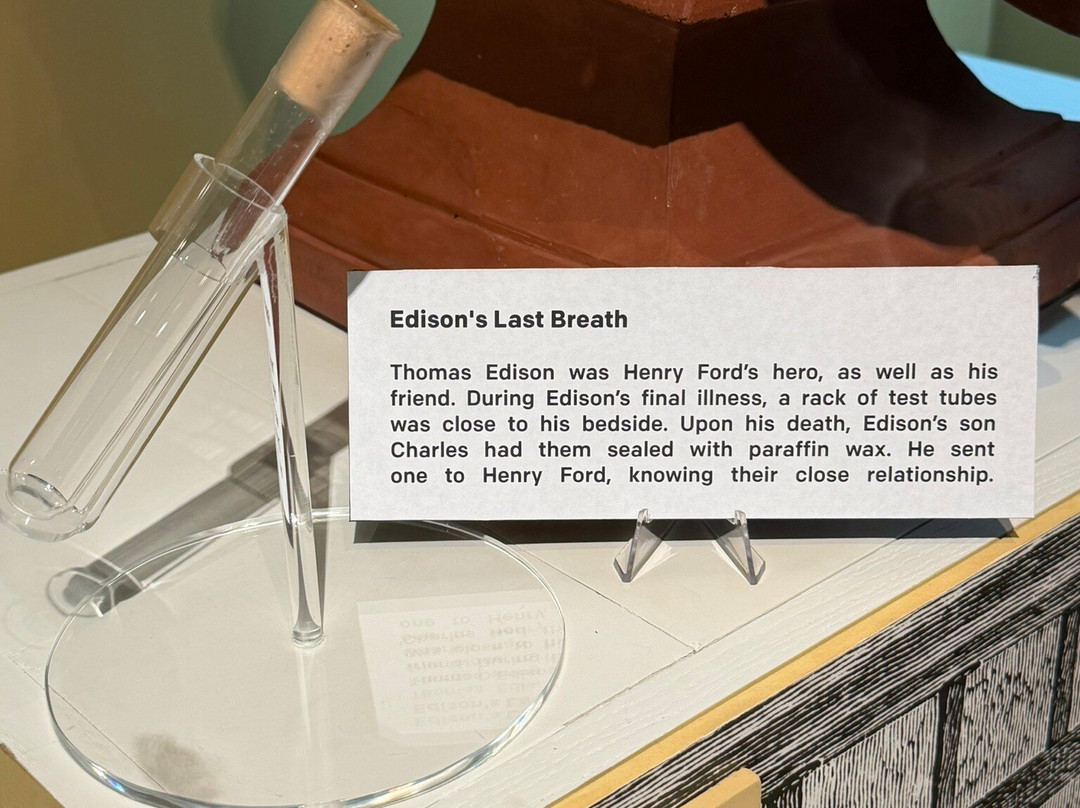 Edison's Last Breath
Thomas Edison was Henry Ford’s hero, as well as his
friend. During Edison’s final illness, a rack of test tubes
was close to his bedside. Upon his death, Edison’s son
Charles had them sealed with paraffin wax. He sent
one to Henry Ford, knowing their close relationship.